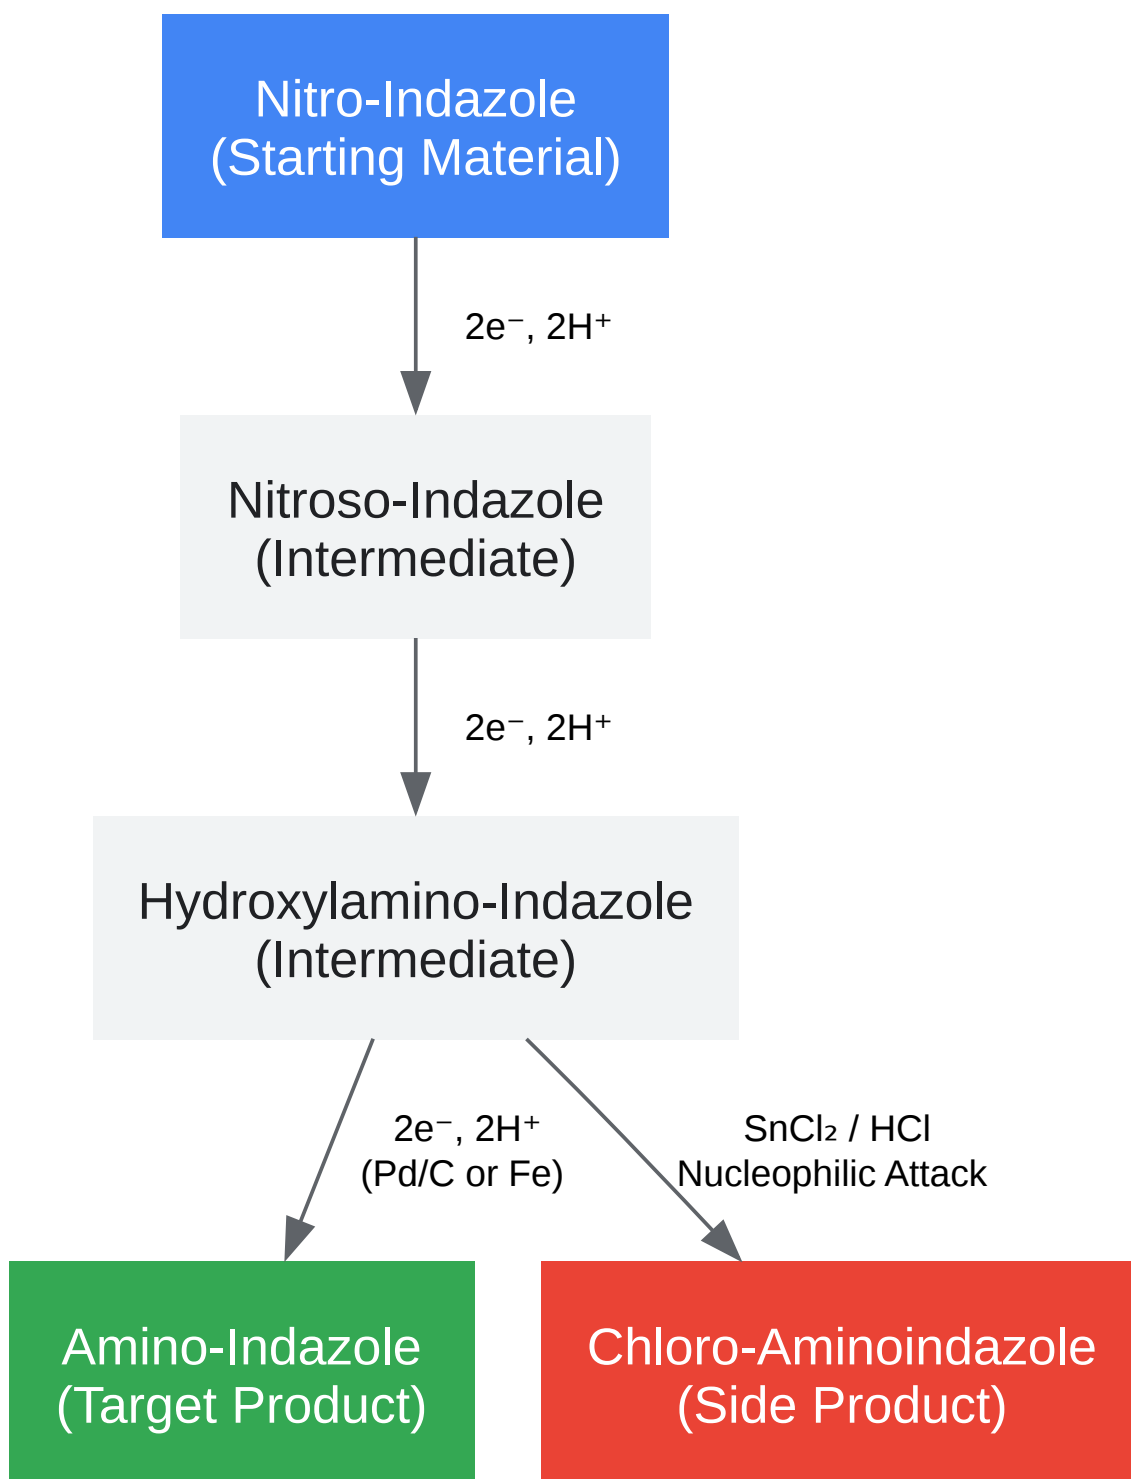 Nitro-Indazole
(Starting Material)
2e⁻, 2H⁺
Nitroso-Indazole
(Intermediate)
2e⁻, 2H⁺
Hydroxylamino-Indazole
(Intermediate)
2e⁻, 2H⁺
(Pd/C or Fe)
SnCl₂ / HCl
Nucleophilic Attack
Amino-Indazole
(Target Product)
Chloro-Aminoindazole
(Side Product)